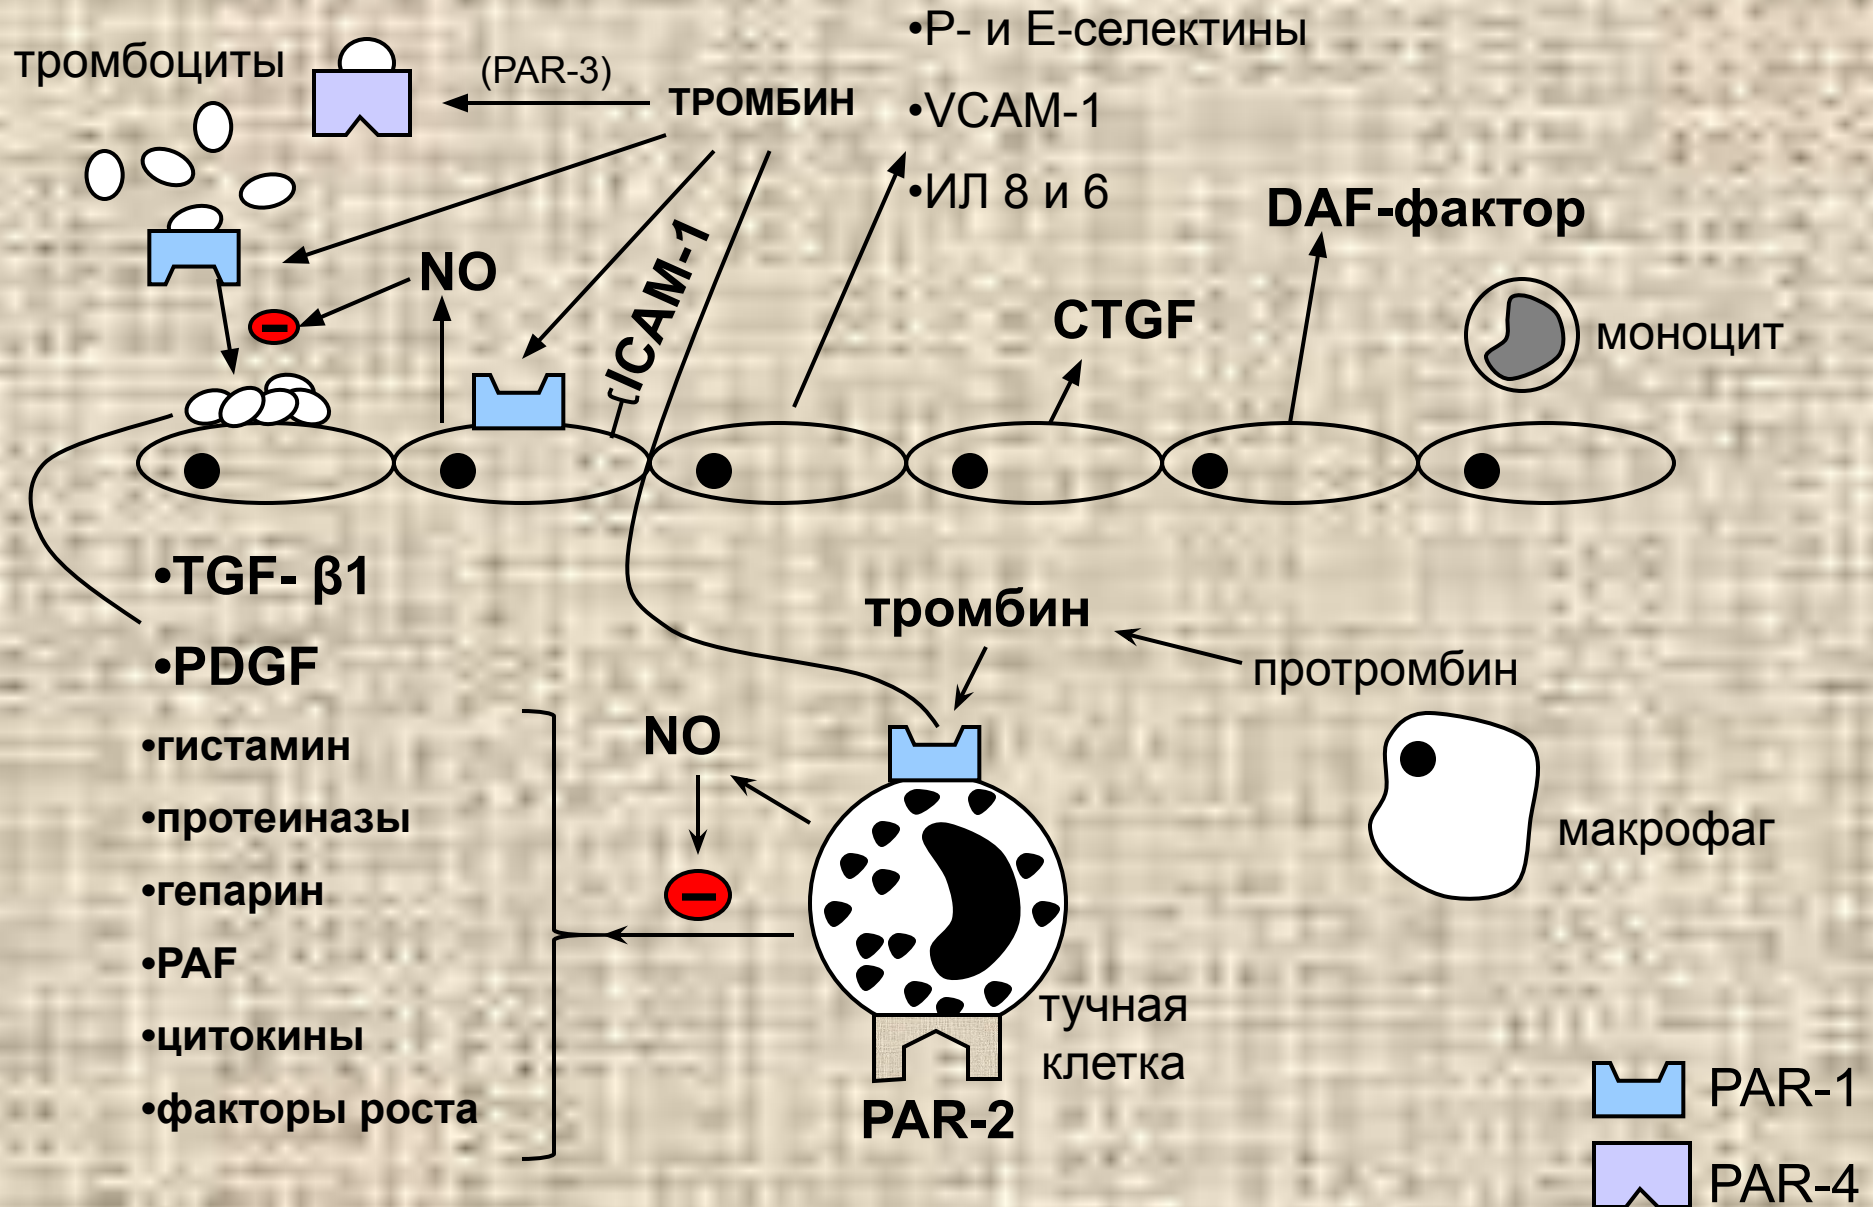 •Р- и Е-селектины
тромбоциты
(PAR-3)
ТРОМБИН
•VCAM-1
•ИЛ 8 и 6
DAF-фактор
NO
ICAM-1
CTGF
моноцит
•TGF- β1
•PDGF
тромбин
протромбин
NO
•гистамин
•протеиназы
•гепарин
•PAF
•цитокины
•факторы роста
макрофаг
тучная
клетка
PAR-2
PAR-1
PAR-4